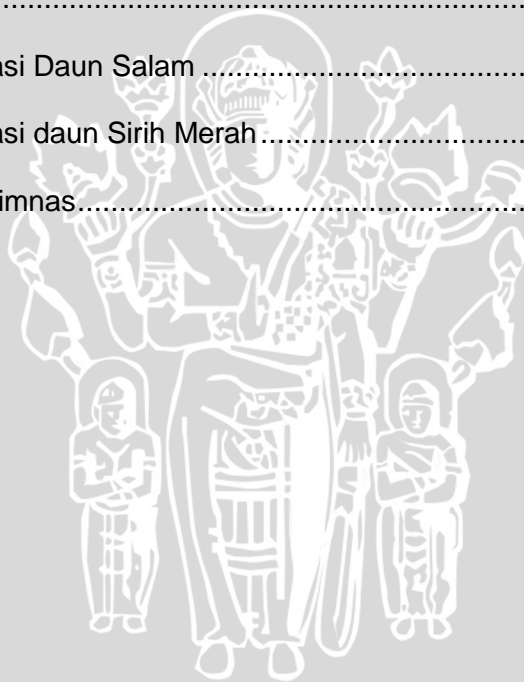 ..............................................................
asi Daun Salam ........................................
asi daun Sirih Merah.................................
imnas.......................................................